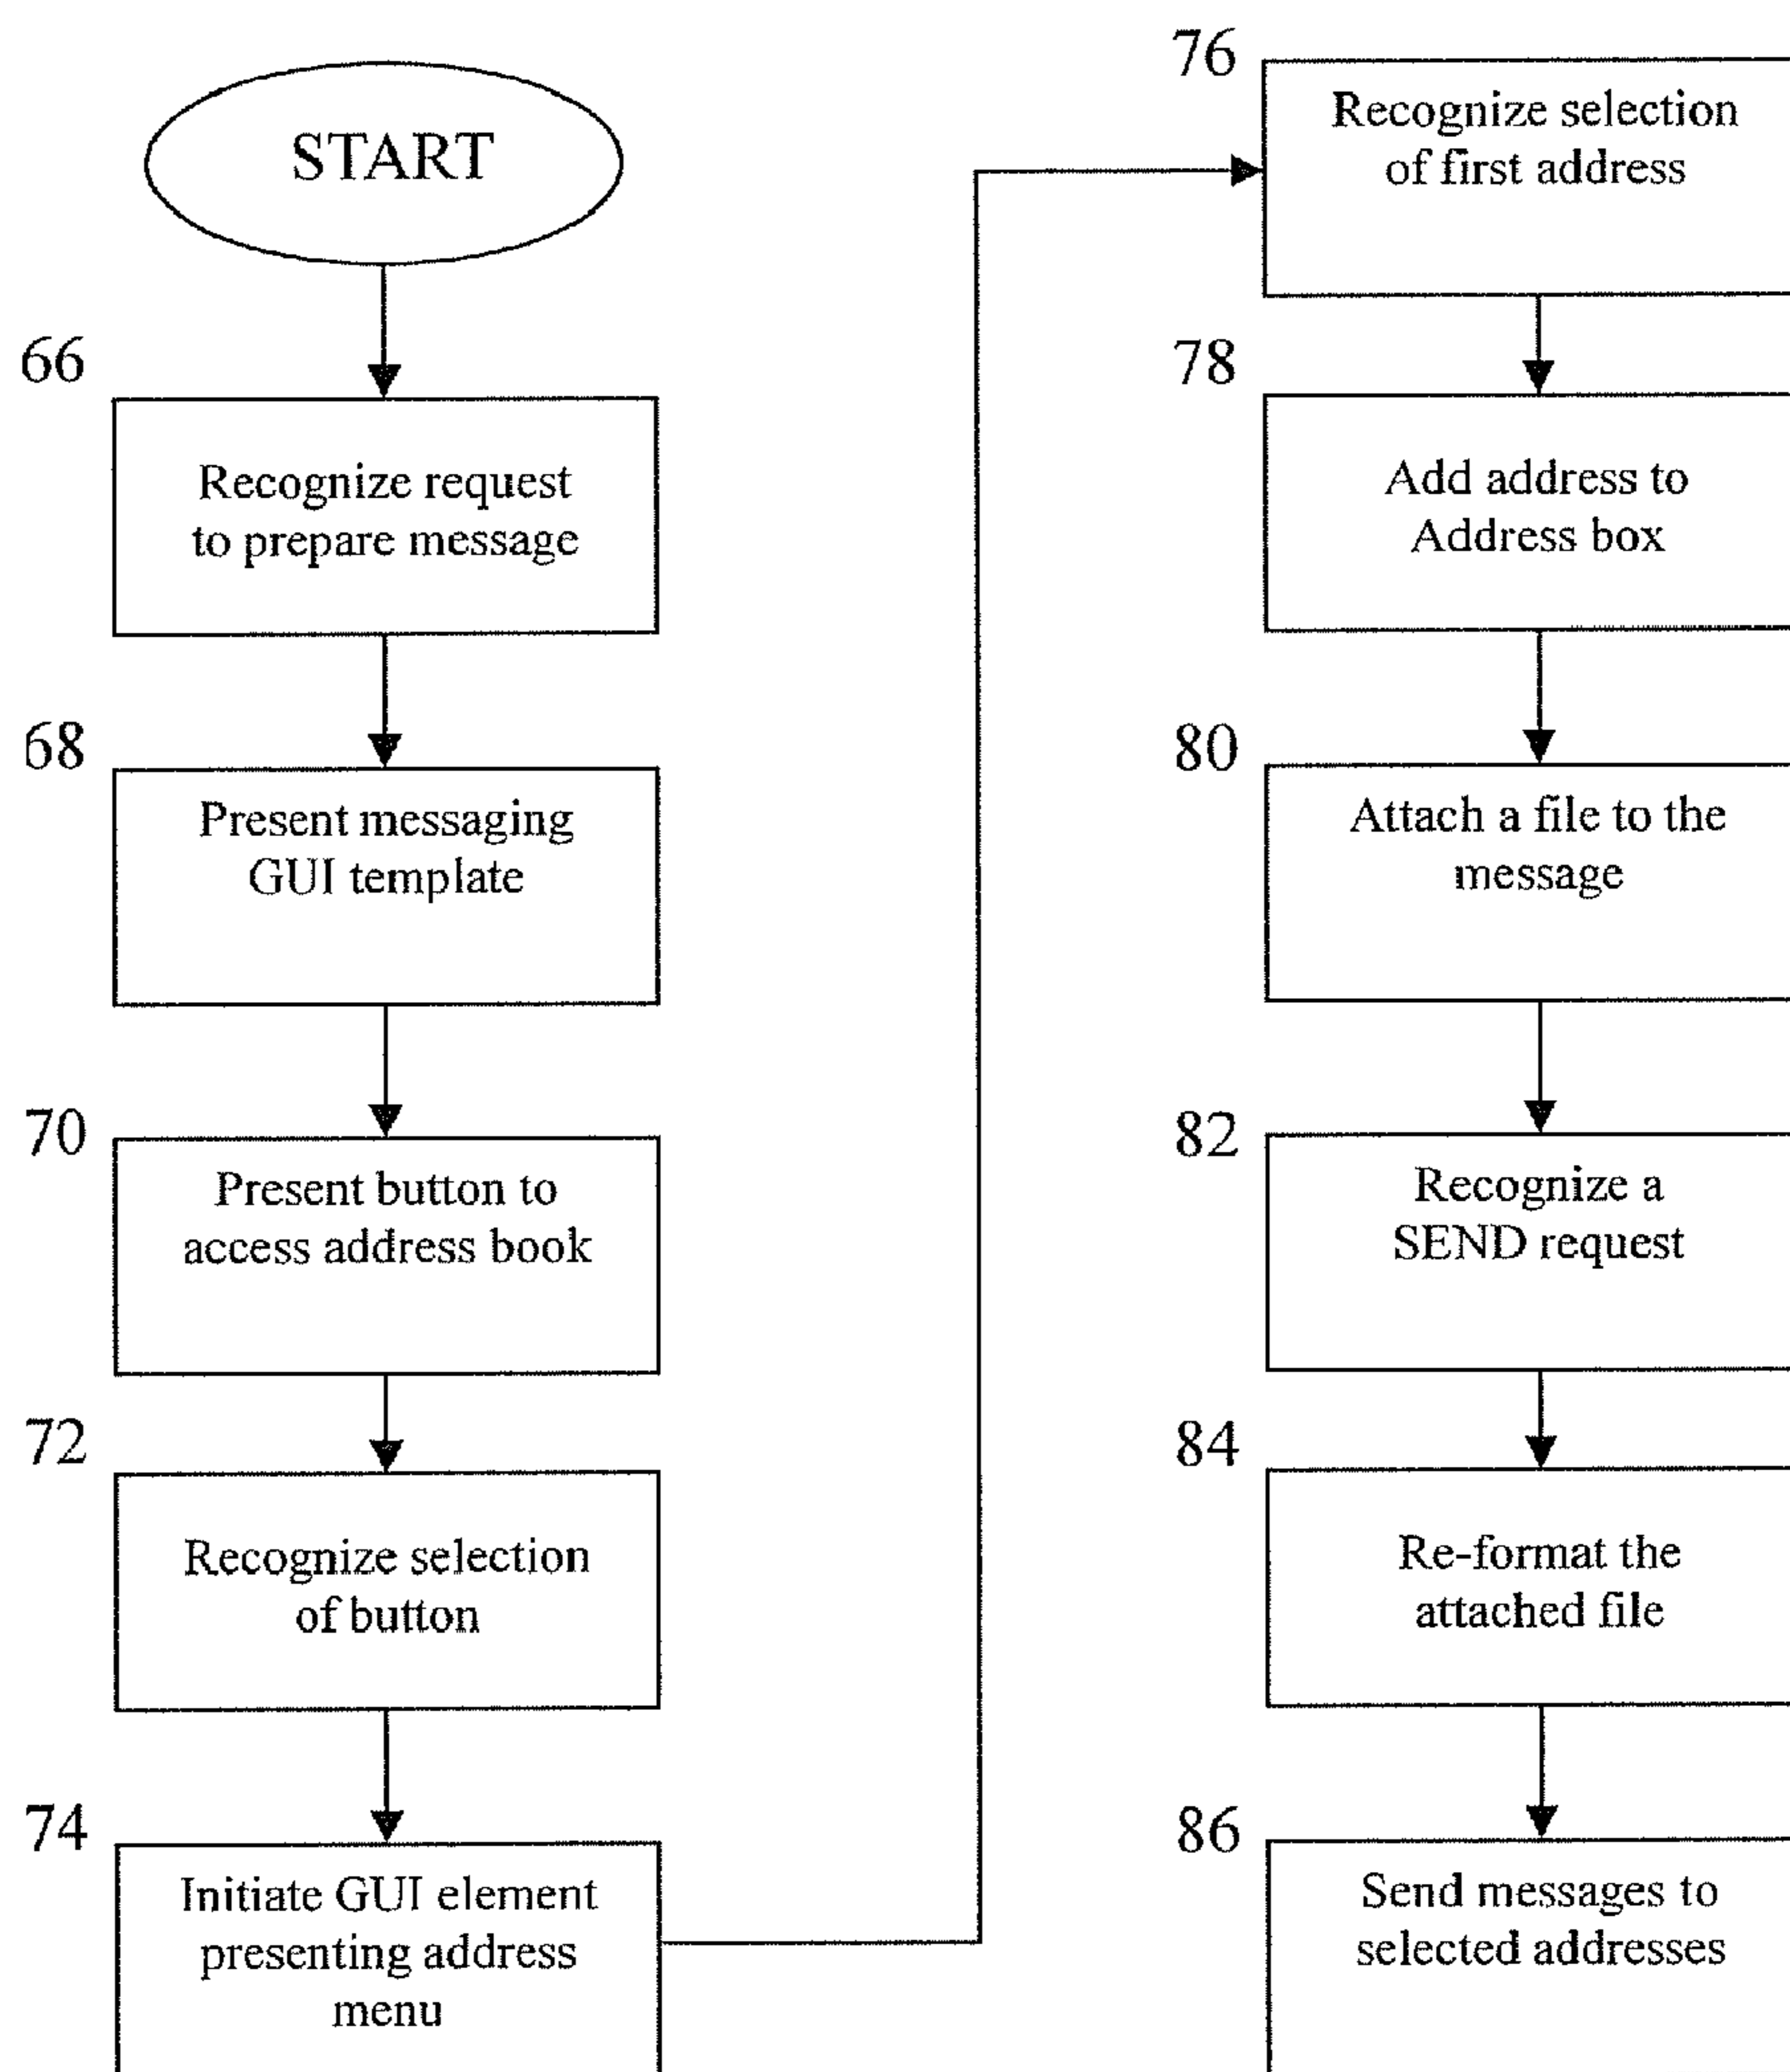 START
66
Recognize request
to prepare message
68
Present messaging
GUI template
70
Present button to
access address book
72
Recognize selection
of button
74
Initiate GUI element
presenting address
menu
76
Recognize selection
of first address
78
Add address to
Address box
80
Attach a file to the
message
82
Recognize a
SEND request
84
Re-format the
attached file
86
Send messages to
selected addresses